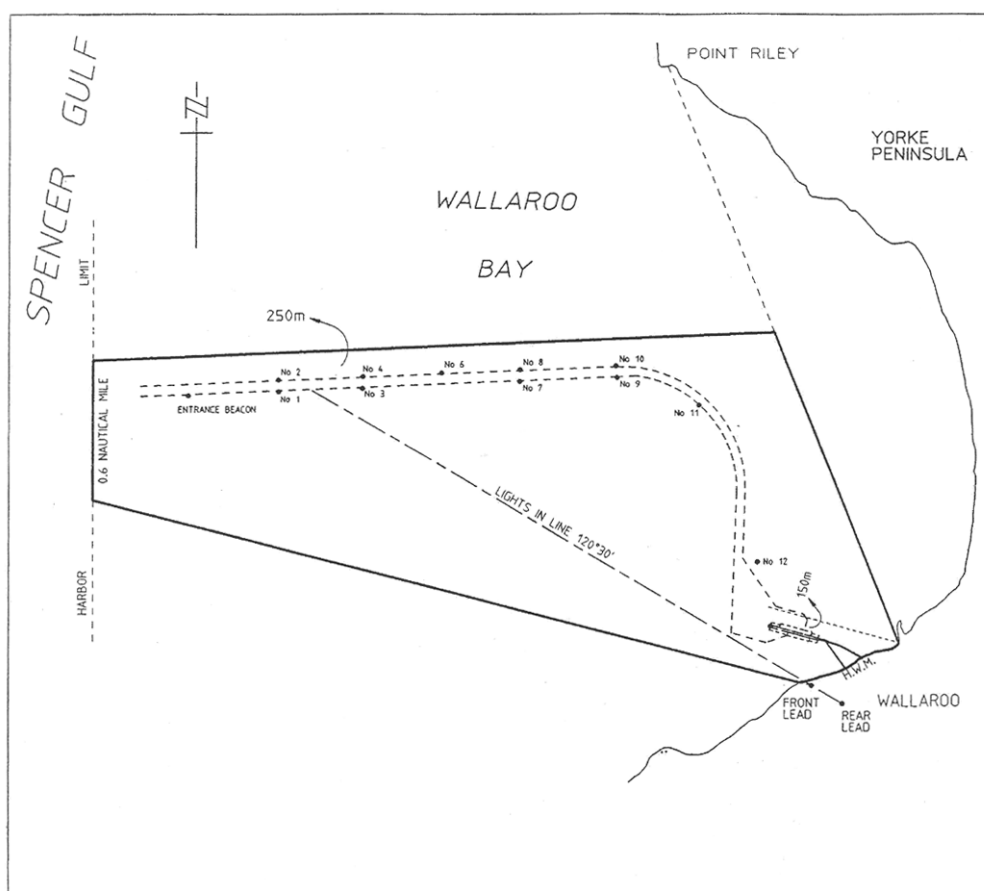 POINT RILEY
YORKE
PENINSULA
SPENCER GULF
N
WALLAROO
BAY
LIMIT
250m
No 2
No 4
No 6
No 8
No 10
No 1
No 3
No 7
No 9
No 11
ENTRANCE BEACON
0.6 NAUTICAL MILE
LIGHTS IN LINE 120°30'
HARBOR
No 12
150m
H.W.M.
WALLAROO
FRONT
LEAD
REAR
LEAD